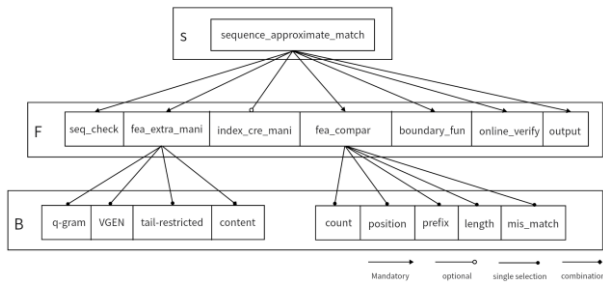 S
sequence_approximate_match
F
seq_check fea_extra_mani index_cre_mani fea_compar boundary_fun online_verify output
B
q-gram VGEN tail-restricted content count position prefix length mis_match
Mandatory optional single selection combination